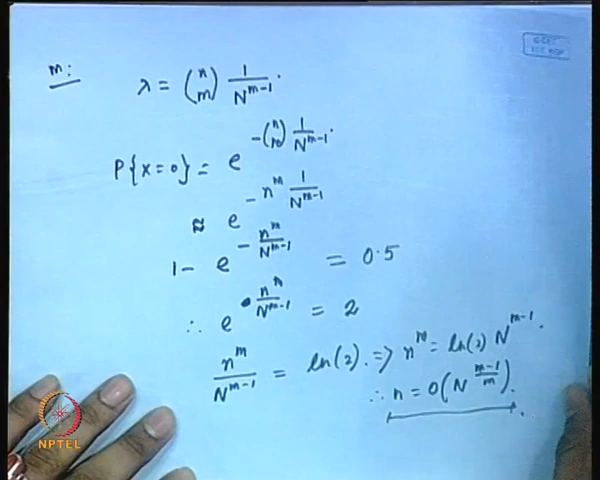 m:
λ = (n m) 1/N^{m-1}.
P{X=0} = e^{-(n m) 1/N^{m-1}}.
≈ e^{-n^m 1/N^{m-1}}
1 - e^{-n^m/N^{m-1}} = 0.5
∴ e^{n^m/N^{m-1}} = 2
n^m/N^{m-1} = ln(2). => n^m = ln(2) N^{m-1}.
∴ n = O(N^{(m-1)/m}).
NPTEL